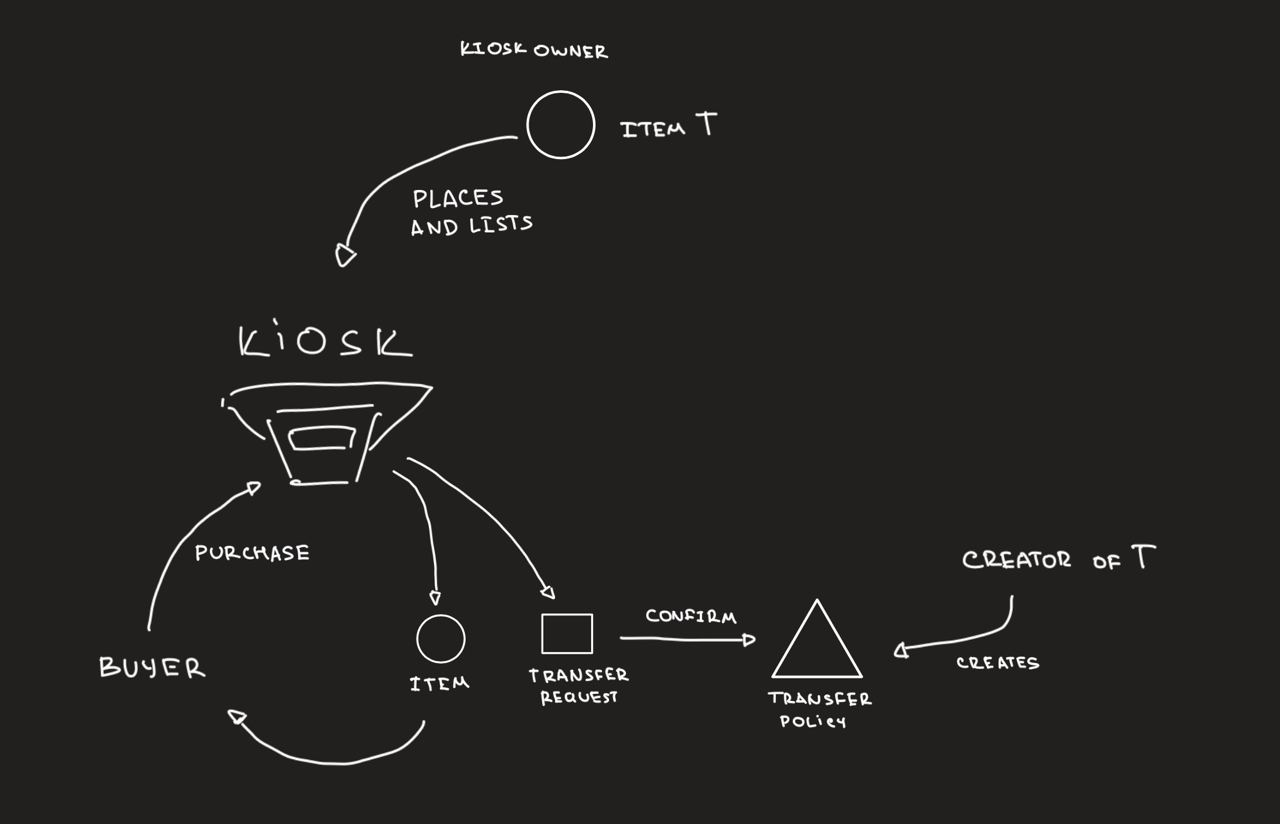 KIOSK OWNER
ITEM T
PLACES
AND LISTS
KiOSK
PURCHASE
BUYER
ITEM
TRANSFER
REQUEST
CONFIRM
TRANSFER
POLicy
CREATOR OF T
CREATES